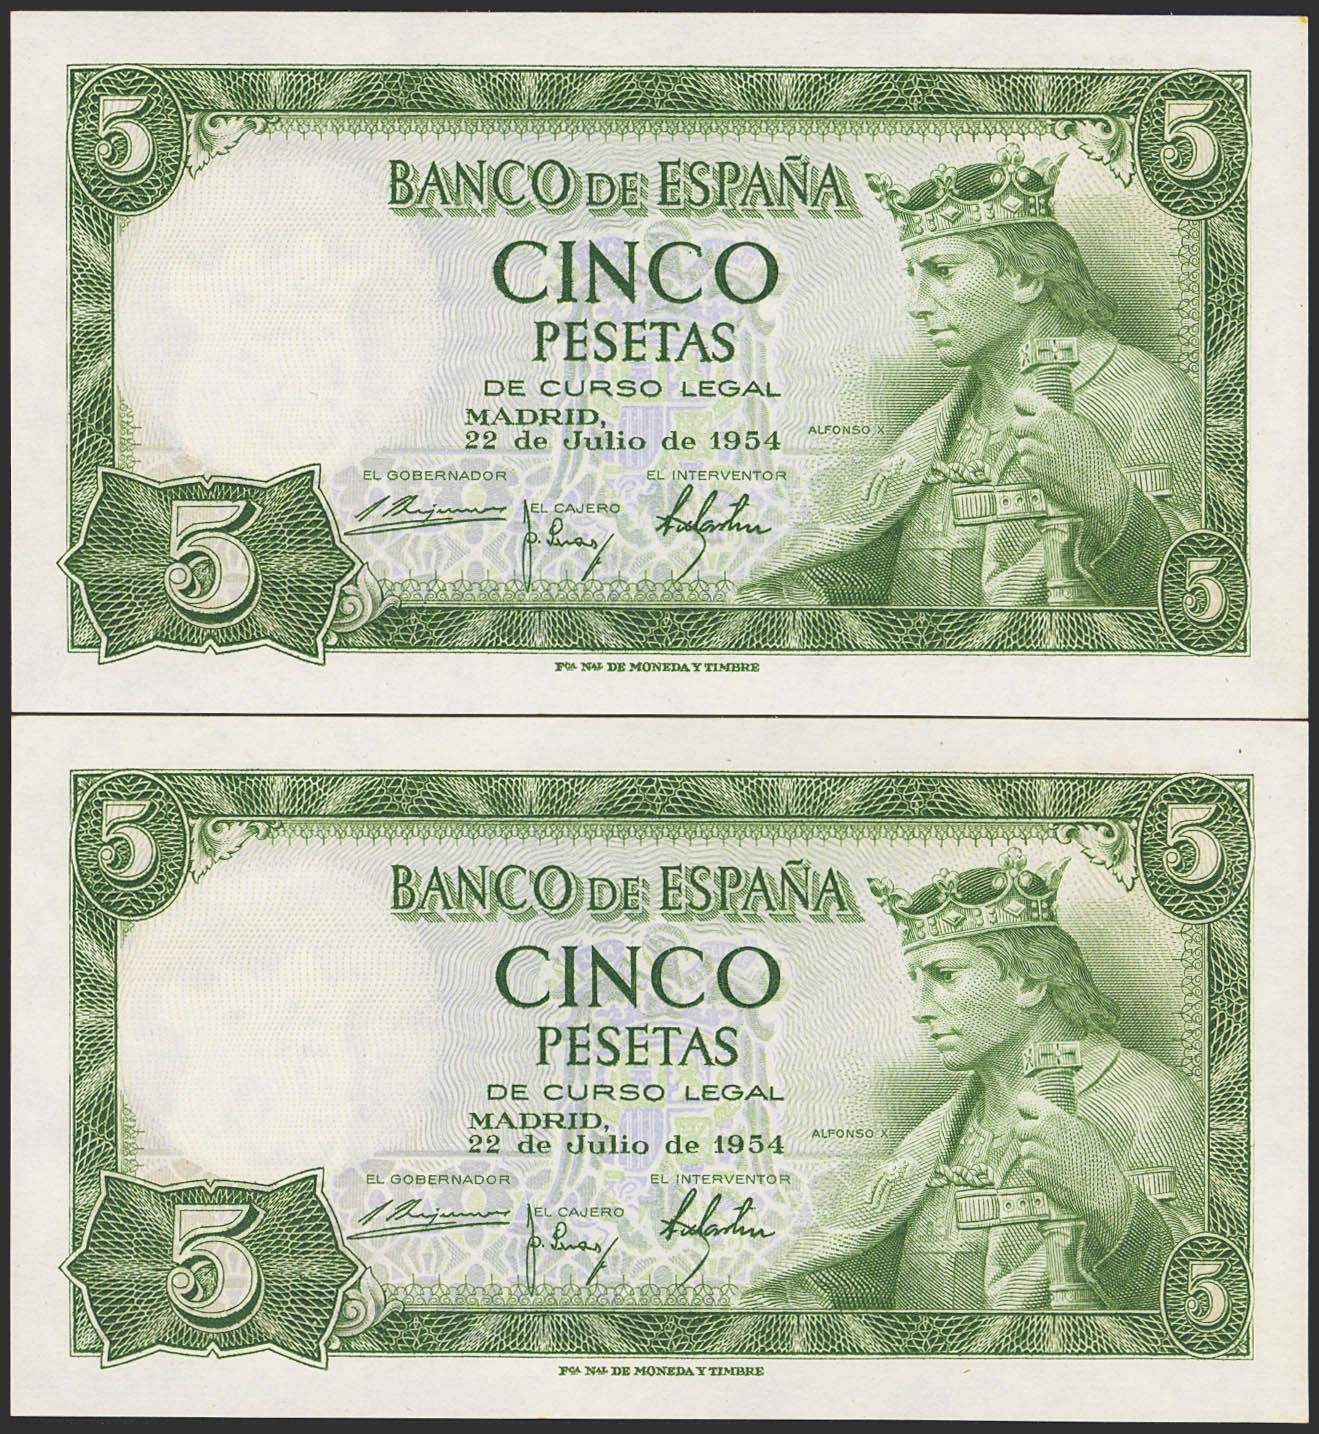 5
5
BANCO DE ESPAÑA
CINCO
PESETAS
DE CURSO LEGAL
MADRID,
22 de Julio de 1954
ALFONSO X
EL GOBERNADOR
EL INTERVENTOR
EL CAJERO
5
5
Fca. Nal. DE MONEDA Y TIMBRE
5
5
BANCO DE ESPAÑA
CINCO
PESETAS
DE CURSO LEGAL
MADRID,
22 de Julio de 1954
ALFONSO X
EL GOBERNADOR
EL INTERVENTOR
EL CAJERO
5
5
Fca. Nal. DE MONEDA Y TIMBRE